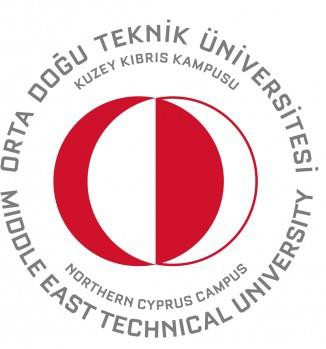 ORTA DOĞU TEKNİK ÜNİVERSİTESİ
KUZEY KIBRIS KAMPUSU
NORTHERN CYPRUS CAMPUS
MIDDLE EAST TECHNICAL UNIVERSITY